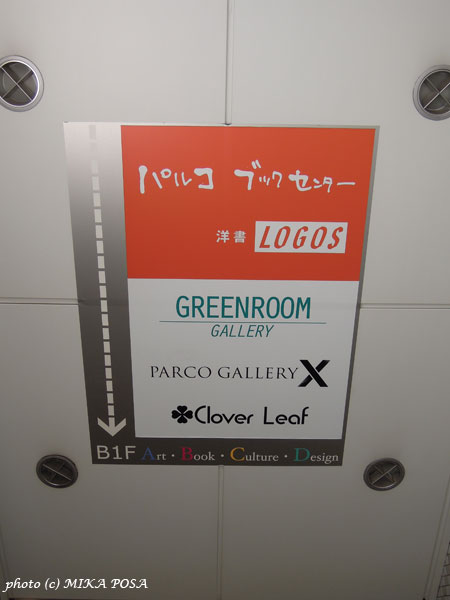 パルコ ブックセンター
洋書 LOGOS
GREENROOM
GALLERY
PARCO GALLERY X
Clover Leaf
B1F Art・Book・Culture・Design
photo (c) MIKA POSA